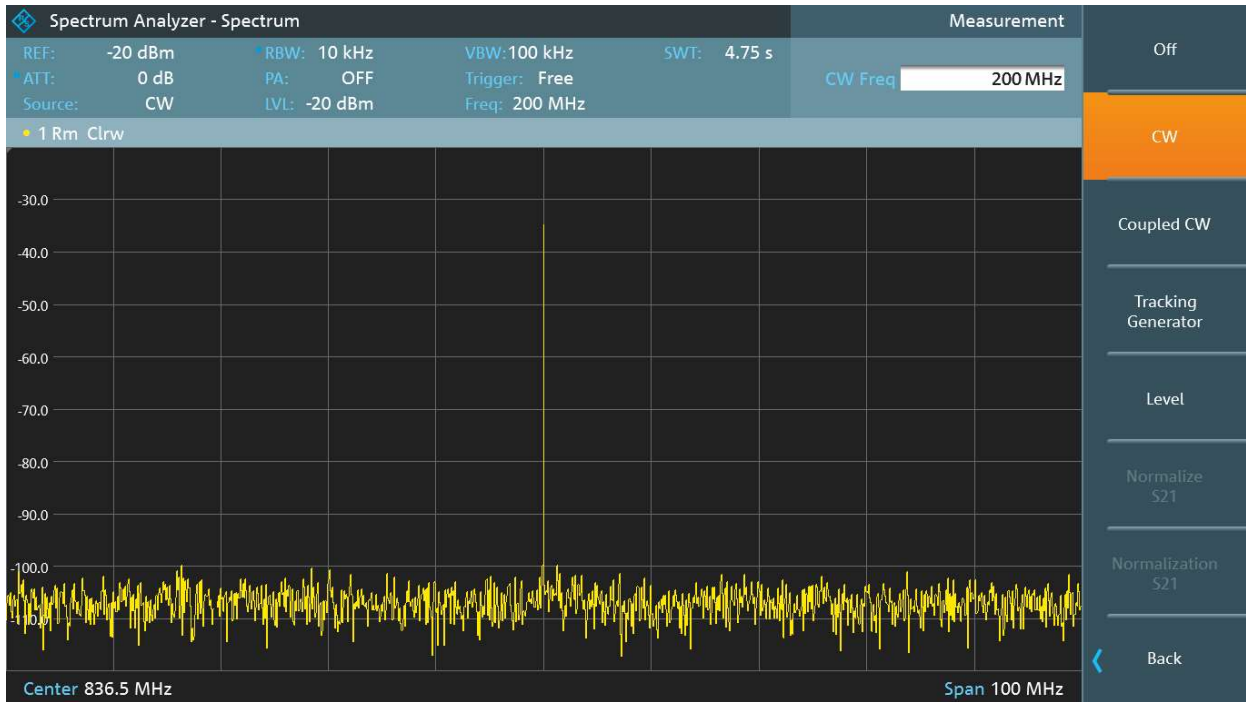 Spectrum Analyzer - Spectrum
Measurement
REF: -20 dBm RBW: 10 kHz VBW:100 kHz SWT: 4.75 s
ATT: 0 dB PA: OFF Trigger: Free
Source: CW LVL: -20 dBm Freq: 200 MHz
CW Freq 200 MHz
1 Rm Clrw
-30.0
-40.0
-50.0
-60.0
-70.0
-80.0
-90.0
-100.0
-110.0
Center 836.5 MHz
Span 100 MHz
Off
CW
Coupled CW
Tracking
Generator
Level
Normalize
S21
Normalization
S21
Back